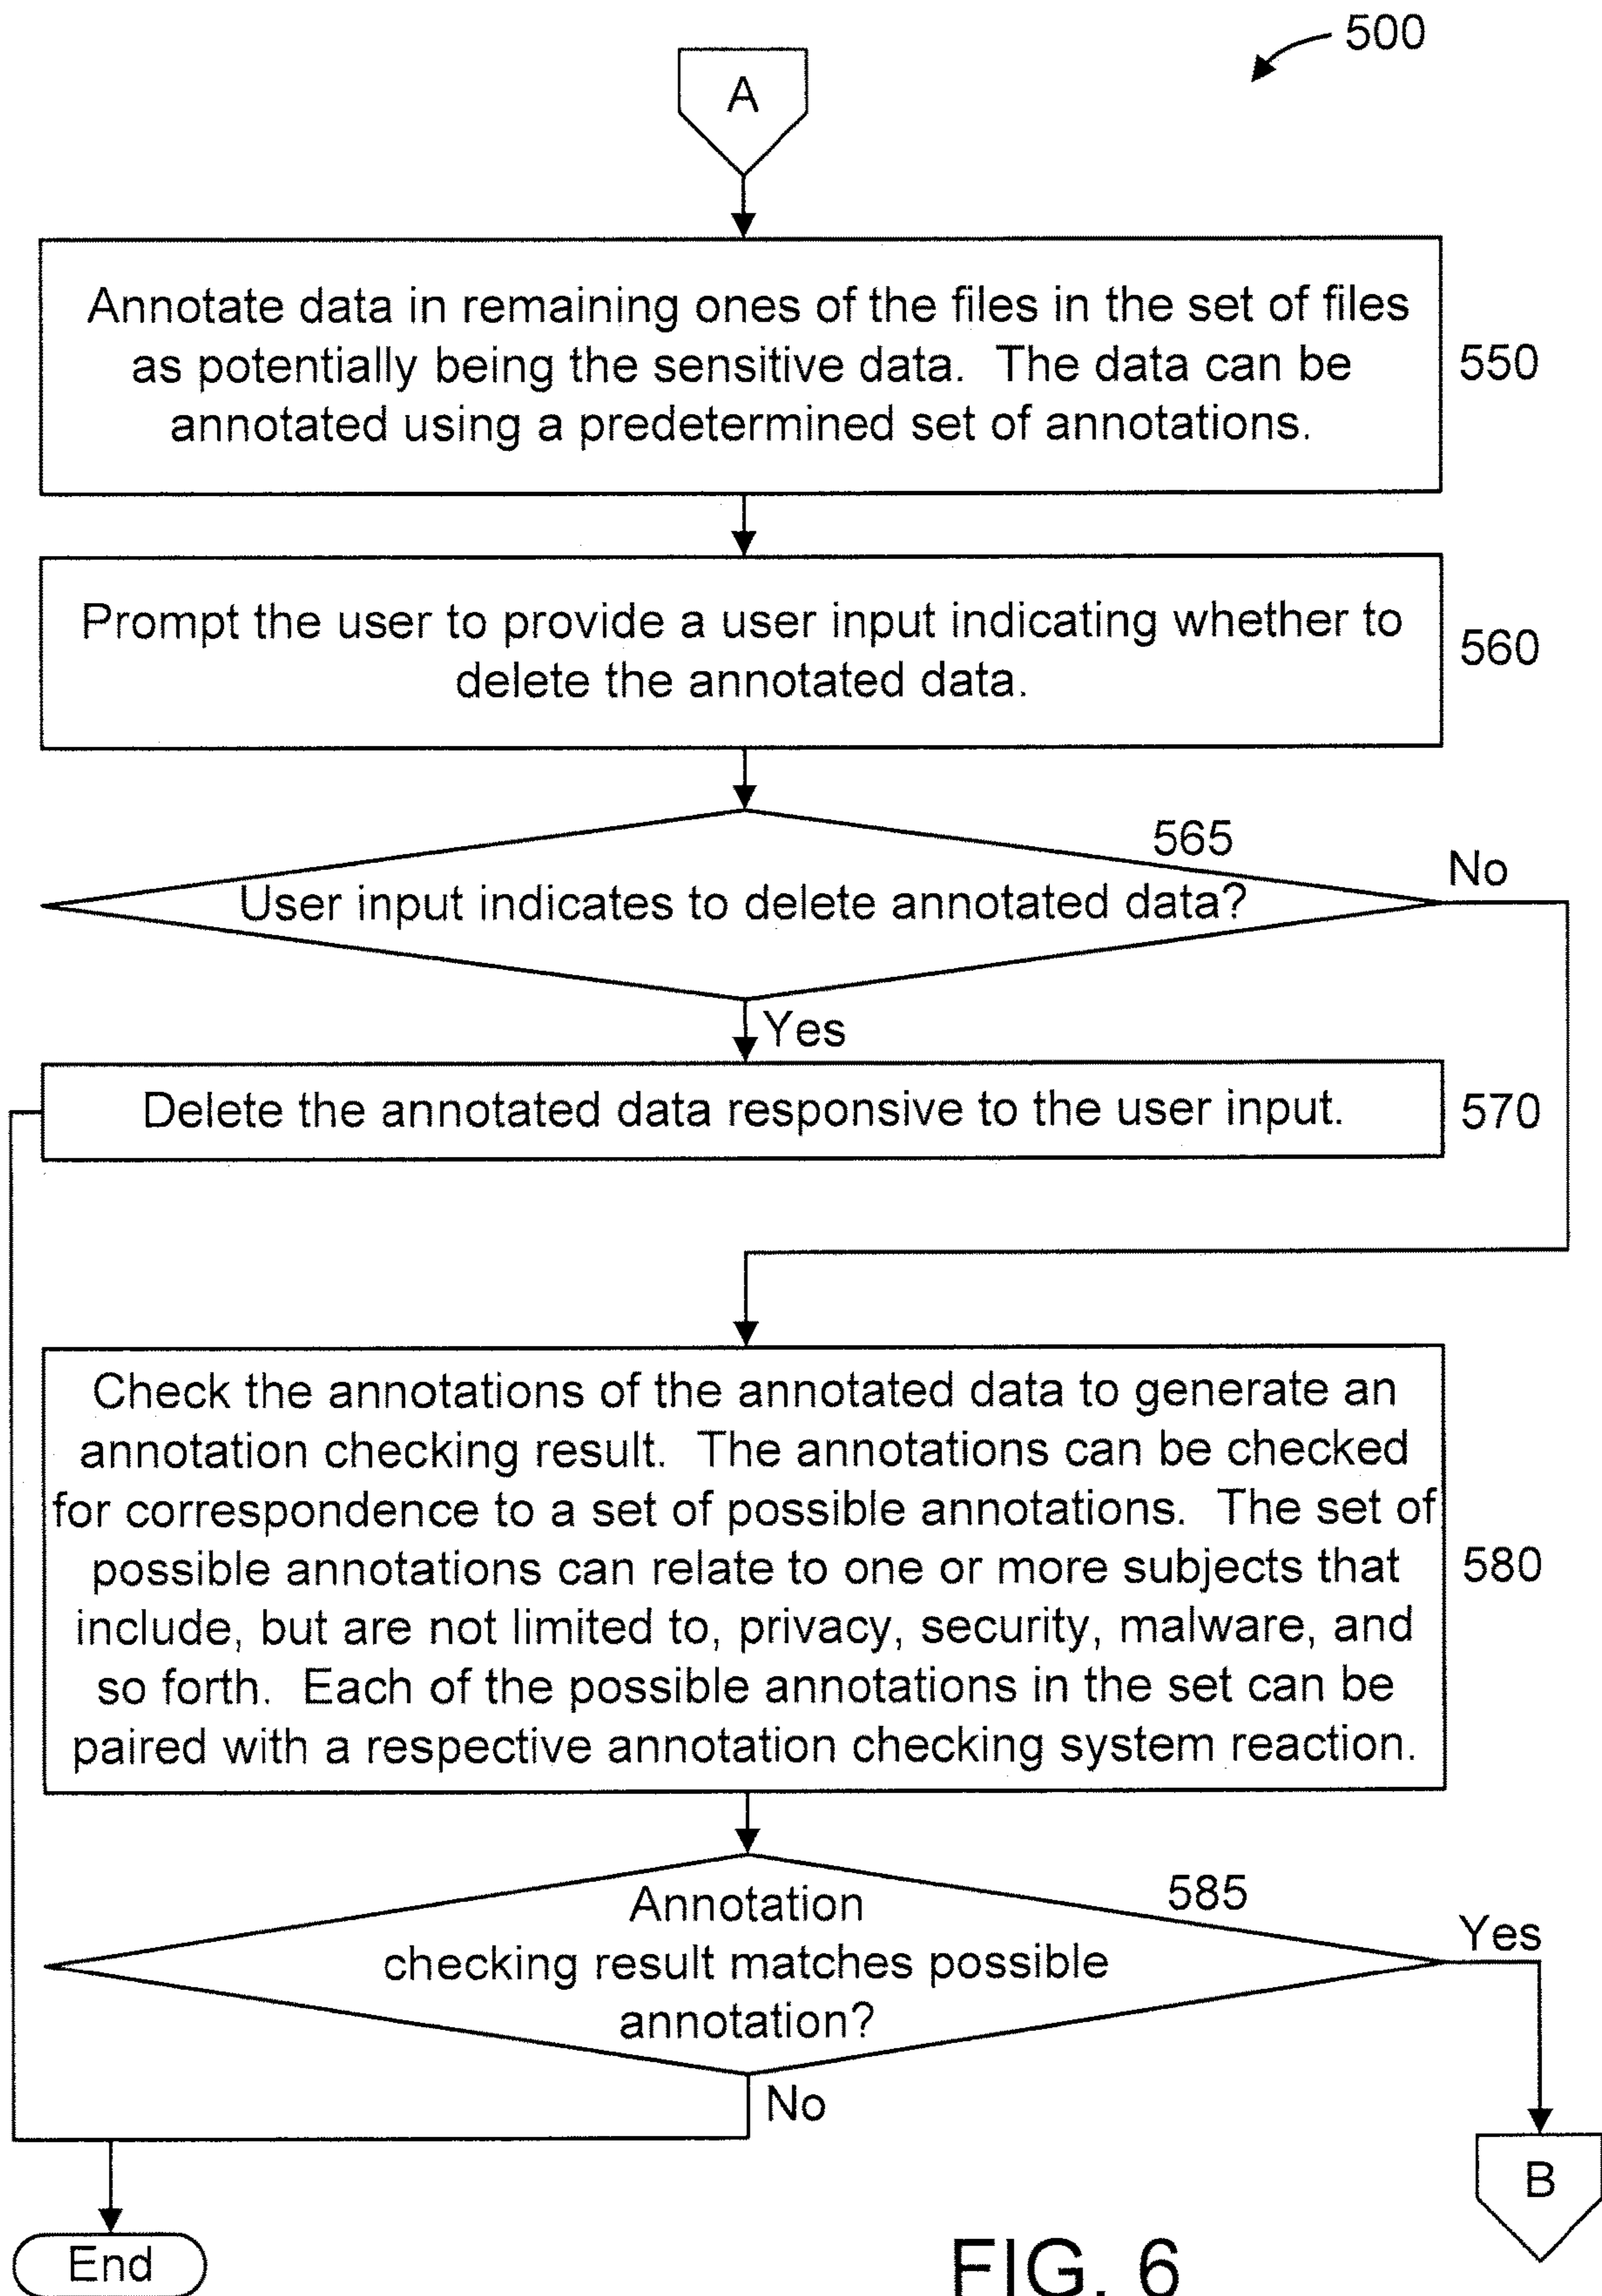 500
A
Annotate data in remaining ones of the files in the set of files
as potentially being the sensitive data.  The data can be
annotated using a predetermined set of annotations.
550
Prompt the user to provide a user input indicating whether to
delete the annotated data.
560
565
No
User input indicates to delete annotated data?
Yes
Delete the annotated data responsive to the user input.
570
Check the annotations of the annotated data to generate an
annotation checking result.  The annotations can be checked
for correspondence to a set of possible annotations.  The set of
possible annotations can relate to one or more subjects that
include, but are not limited to, privacy, security, malware, and
so forth.  Each of the possible annotations in the set can be
paired with a respective annotation checking system reaction.
580
585
Annotation
checking result matches possible
annotation?
Yes
No
B
End
FIG. 6